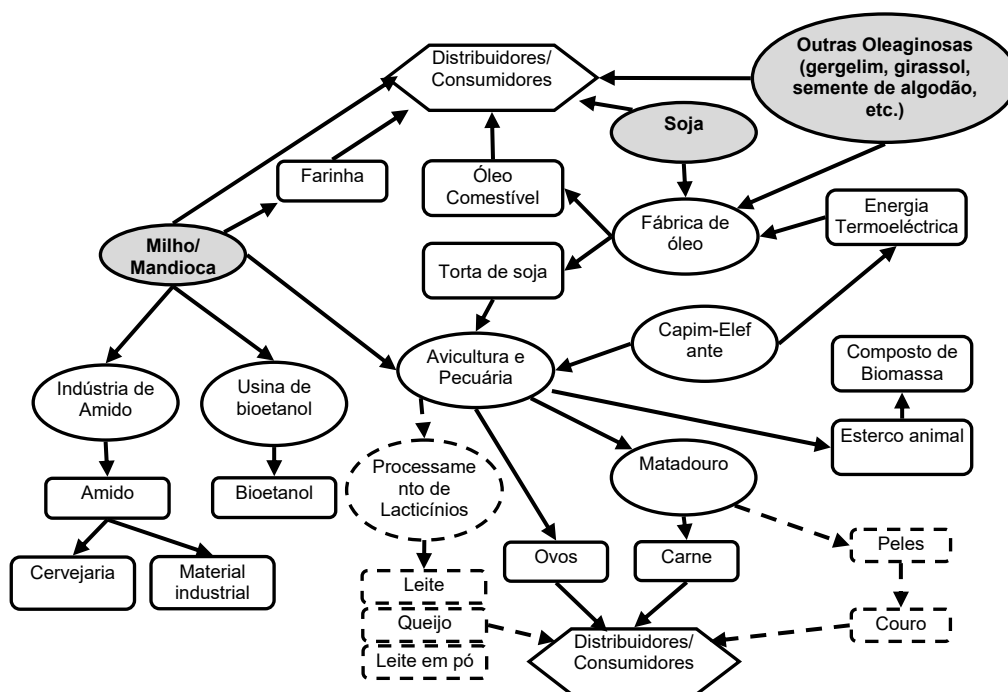 Distribuidores/
Consumidores
Outras Oleaginosas
(gergelim, girassol,
semente de algodão,
etc.)
Soja
Farinha
Óleo
Comestível
Fábrica de
óleo
Energia
Termoeléctrica
Milho/
Mandioca
Torta de soja
Capim-Elef
ante
Avicultura e
Pecuária
Composto de
Biomassa
Indústria de
Amido
Usina de
bioetanol
Esterco animal
Processame
nto de
Lacticínios
Matadouro
Amido
Bioetanol
Cervejaria
Material
industrial
Ovos
Carne
Peles
Leite
Queijo
Leite em pó
Couro
Distribuidores/
Consumidores